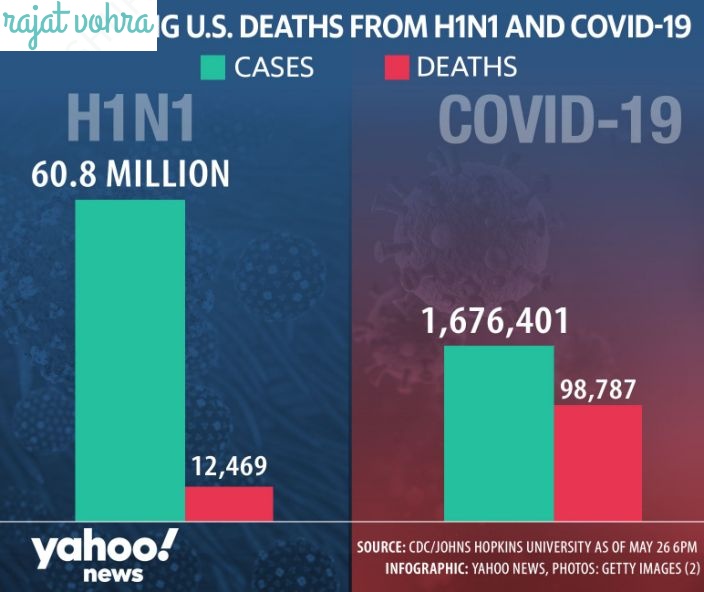 rajat vohra
NG U.S. DEATHS FROM H1N1 AND COVID-19
CASES DEATHS
H1N1 COVID-19
60.8 MILLION
1,676,401
98,787
12,469
yahoo!
news
SOURCE: CDC/JOHNS HOPKINS UNIVERSITY AS OF MAY 26 6PM
INFOGRAPHIC: YAHOO NEWS, PHOTOS: GETTY IMAGES (2)